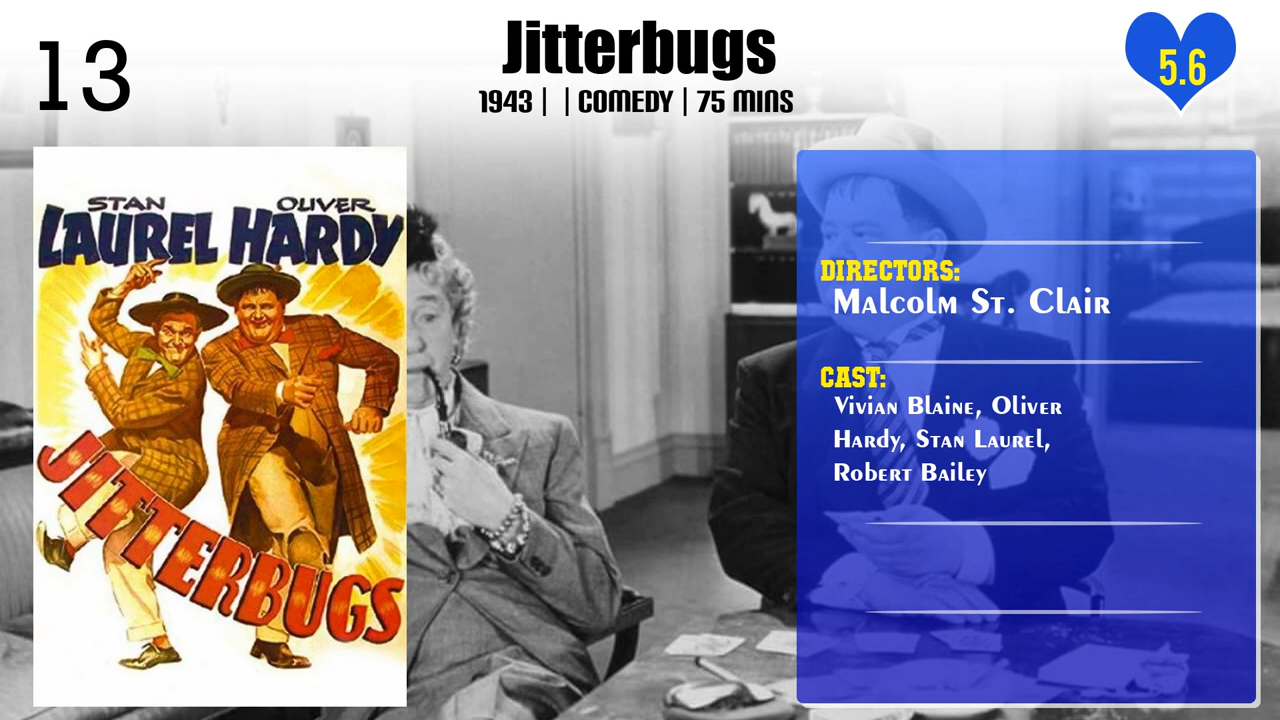 13
Jitterbugs
1943 | | COMEDY | 75 MINS
5.6
STAN OLIVER
LAUREL HARDY
JITTERBUGS
DIRECTORS:
Malcolm St. Clair
CAST:
Vivian Blaine, Oliver
Hardy, Stan Laurel,
Robert Bailey